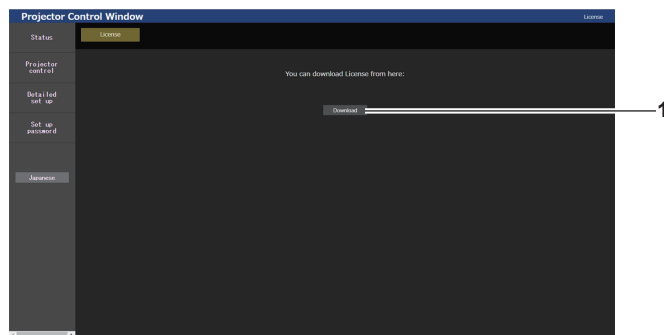 Projector Control Window
License
Status
License
Projector
control
You can download License from here:
Detailed
set up
Download
1
Set up
password
Japanese